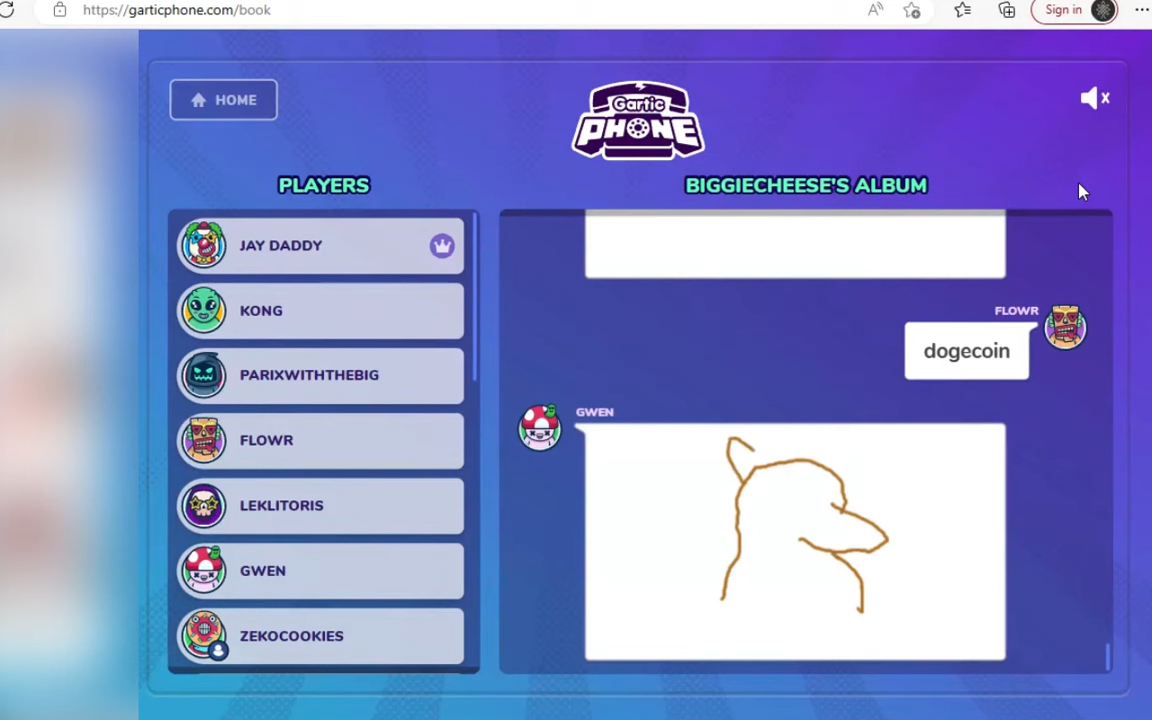 https://garticphone.com/book
Sign in
HOME
Gartic
PHONE
PLAYERS
BIGGIECHEESE'S ALBUM
JAY DADDY
KONG
PARIXWITHTHEBIG
FLOWR
LEKLITORIS
GWEN
ZEKOCOOKIES
FLOWR
dogecoin
GWEN